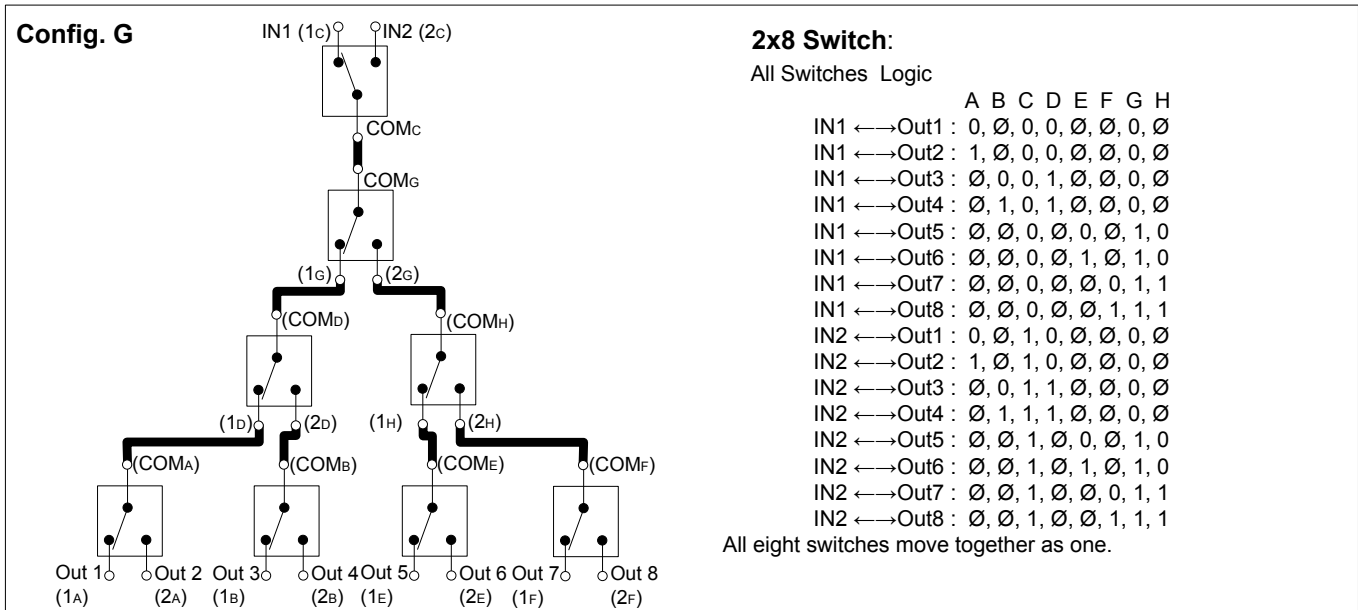 Config. G
IN1 (1C) IN2 (2C)
COMC
COMG
(1G) (2G)
(COMD) (COMH)
(1D) (2D) (1H) (2H)
(COMA) (COMB) (COME) (COMF)
Out 1 Out 2 Out 3 Out 4 Out 5 Out 6 Out 7 Out 8
(1A) (2A) (1B) (2B) (1E) (2E) (1F) (2F)
2x8 Switch:
All Switches Logic
A B C D E F G H
IN1 ←→Out1 : 0, Ø, 0, 0, Ø, Ø, 0, Ø
IN1 ←→Out2 : 1, Ø, 0, 0, Ø, Ø, 0, Ø
IN1 ←→Out3 : Ø, 0, 0, 1, Ø, Ø, 0, Ø
IN1 ←→Out4 : Ø, 1, 0, 1, Ø, Ø, 0, Ø
IN1 ←→Out5 : Ø, Ø, 0, Ø, 0, Ø, 1, 0
IN1 ←→Out6 : Ø, Ø, 0, Ø, 1, Ø, 1, 0
IN1 ←→Out7 : Ø, Ø, 0, Ø, Ø, 0, 1, 1
IN1 ←→Out8 : Ø, Ø, 0, Ø, Ø, 1, 1, 1
IN2 ←→Out1 : 0, Ø, 1, 0, Ø, Ø, 0, Ø
IN2 ←→Out2 : 1, Ø, 1, 0, Ø, Ø, 0, Ø
IN2 ←→Out3 : Ø, 0, 1, 1, Ø, Ø, 0, Ø
IN2 ←→Out4 : Ø, 1, 1, 1, Ø, Ø, 0, Ø
IN2 ←→Out5 : Ø, Ø, 1, Ø, 0, Ø, 1, 0
IN2 ←→Out6 : Ø, Ø, 1, Ø, 1, Ø, 1, 0
IN2 ←→Out7 : Ø, Ø, 1, Ø, Ø, 0, 1, 1
IN2 ←→Out8 : Ø, Ø, 1, Ø, Ø, 1, 1, 1
All eight switches move together as one.